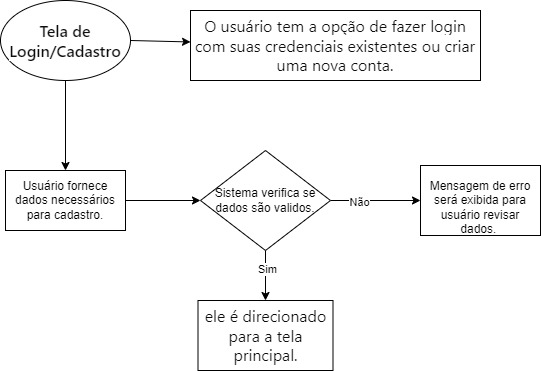 Tela de
Login/Cadastro
O usuário tem a opção de fazer login
com suas credenciais existentes ou criar
uma nova conta.
Usuário fornece
dados necessários
para cadastro.
Sistema verifica se
dados são validos.
Não
Mensagem de erro
será exibida para
usuário revisar
dados.
Sim
ele é direcionado
para a tela
principal.